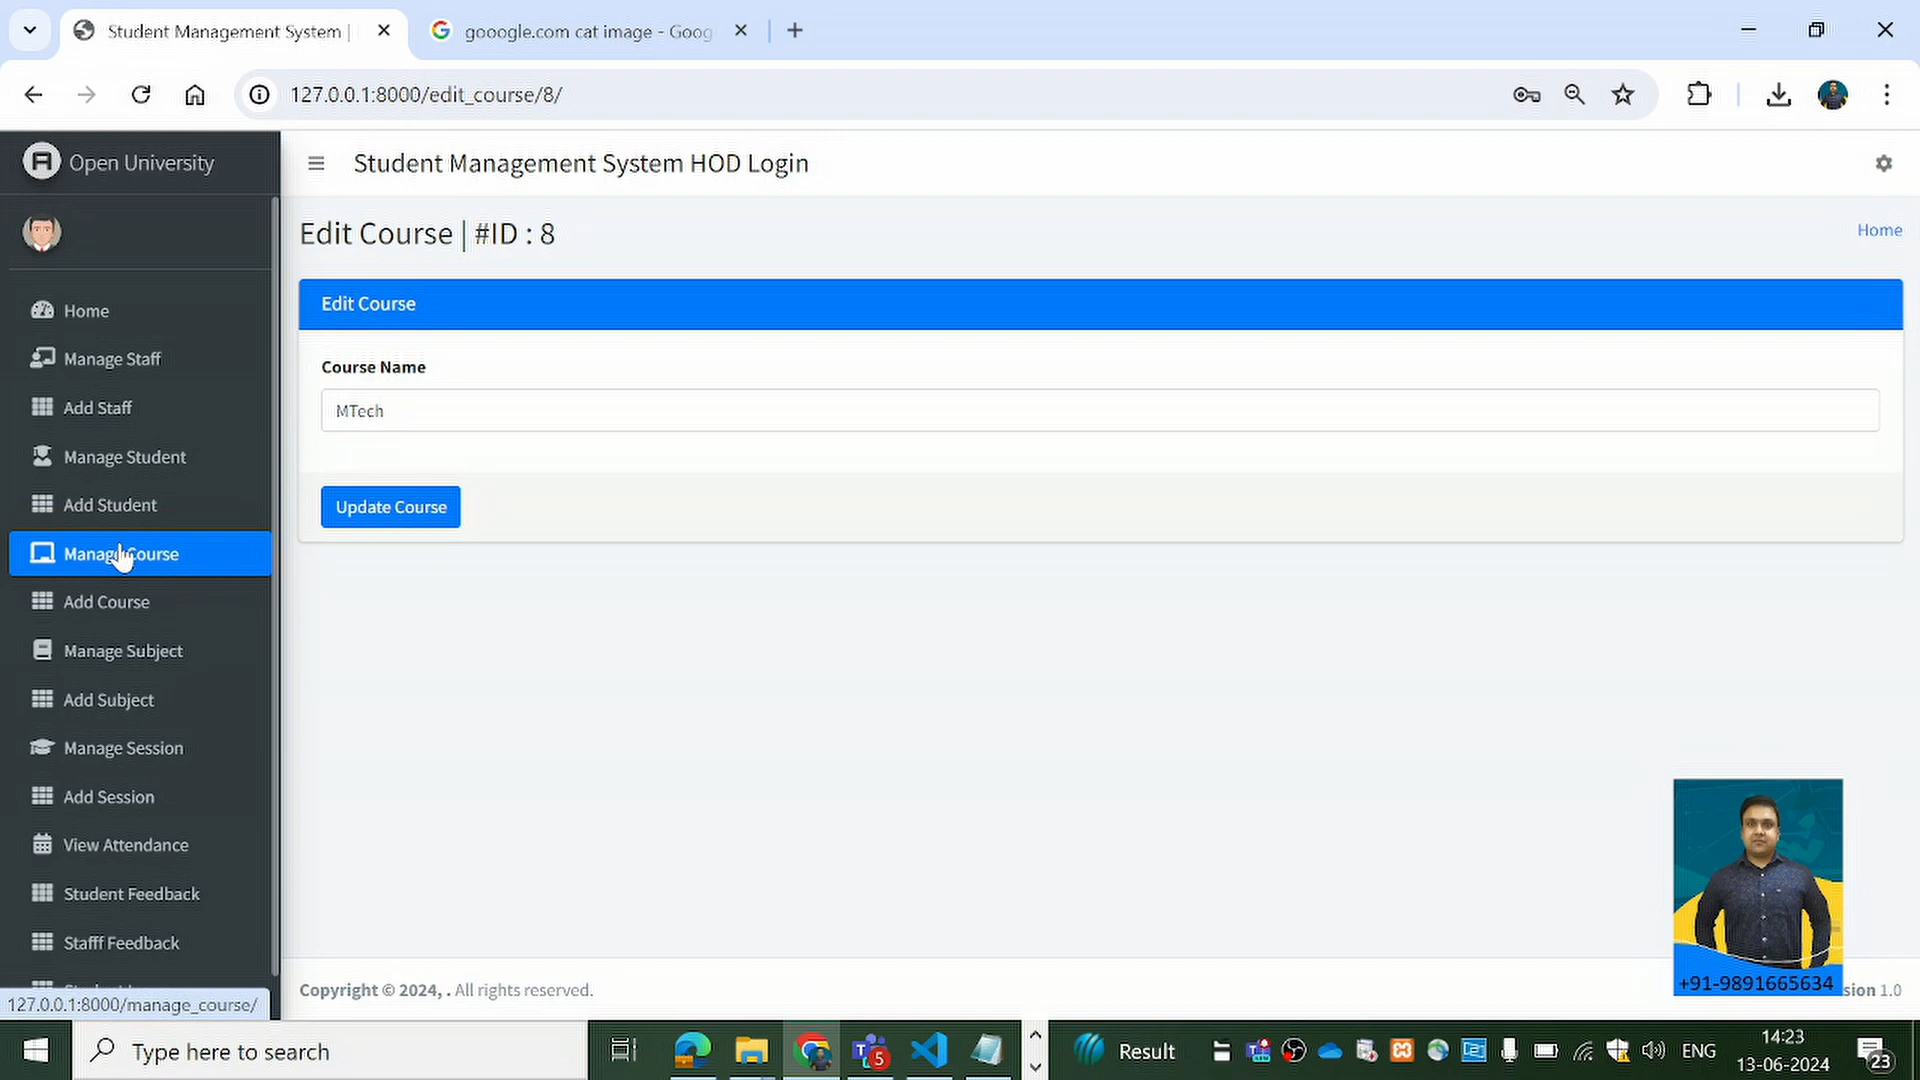 Student Management System |
gooogle.com cat image - Goog
127.0.0.1:8000/edit_course/8/
Open University
Student Management System HOD Login
Edit Course | #ID : 8
Home
Home
Manage Staff
Add Staff
Manage Student
Add Student
Manage Course
Add Course
Manage Subject
Add Subject
Manage Session
Add Session
View Attendance
Student Feedback
Stafff Feedback
Edit Course
Course Name
MTech
Update Course
+91-9891665634
Copyright © 2024, . All rights reserved.
sion 1.0
127.0.0.1:8000/manage_course/
Type here to search
5
Result
ENG
14:23
13-06-2024
23